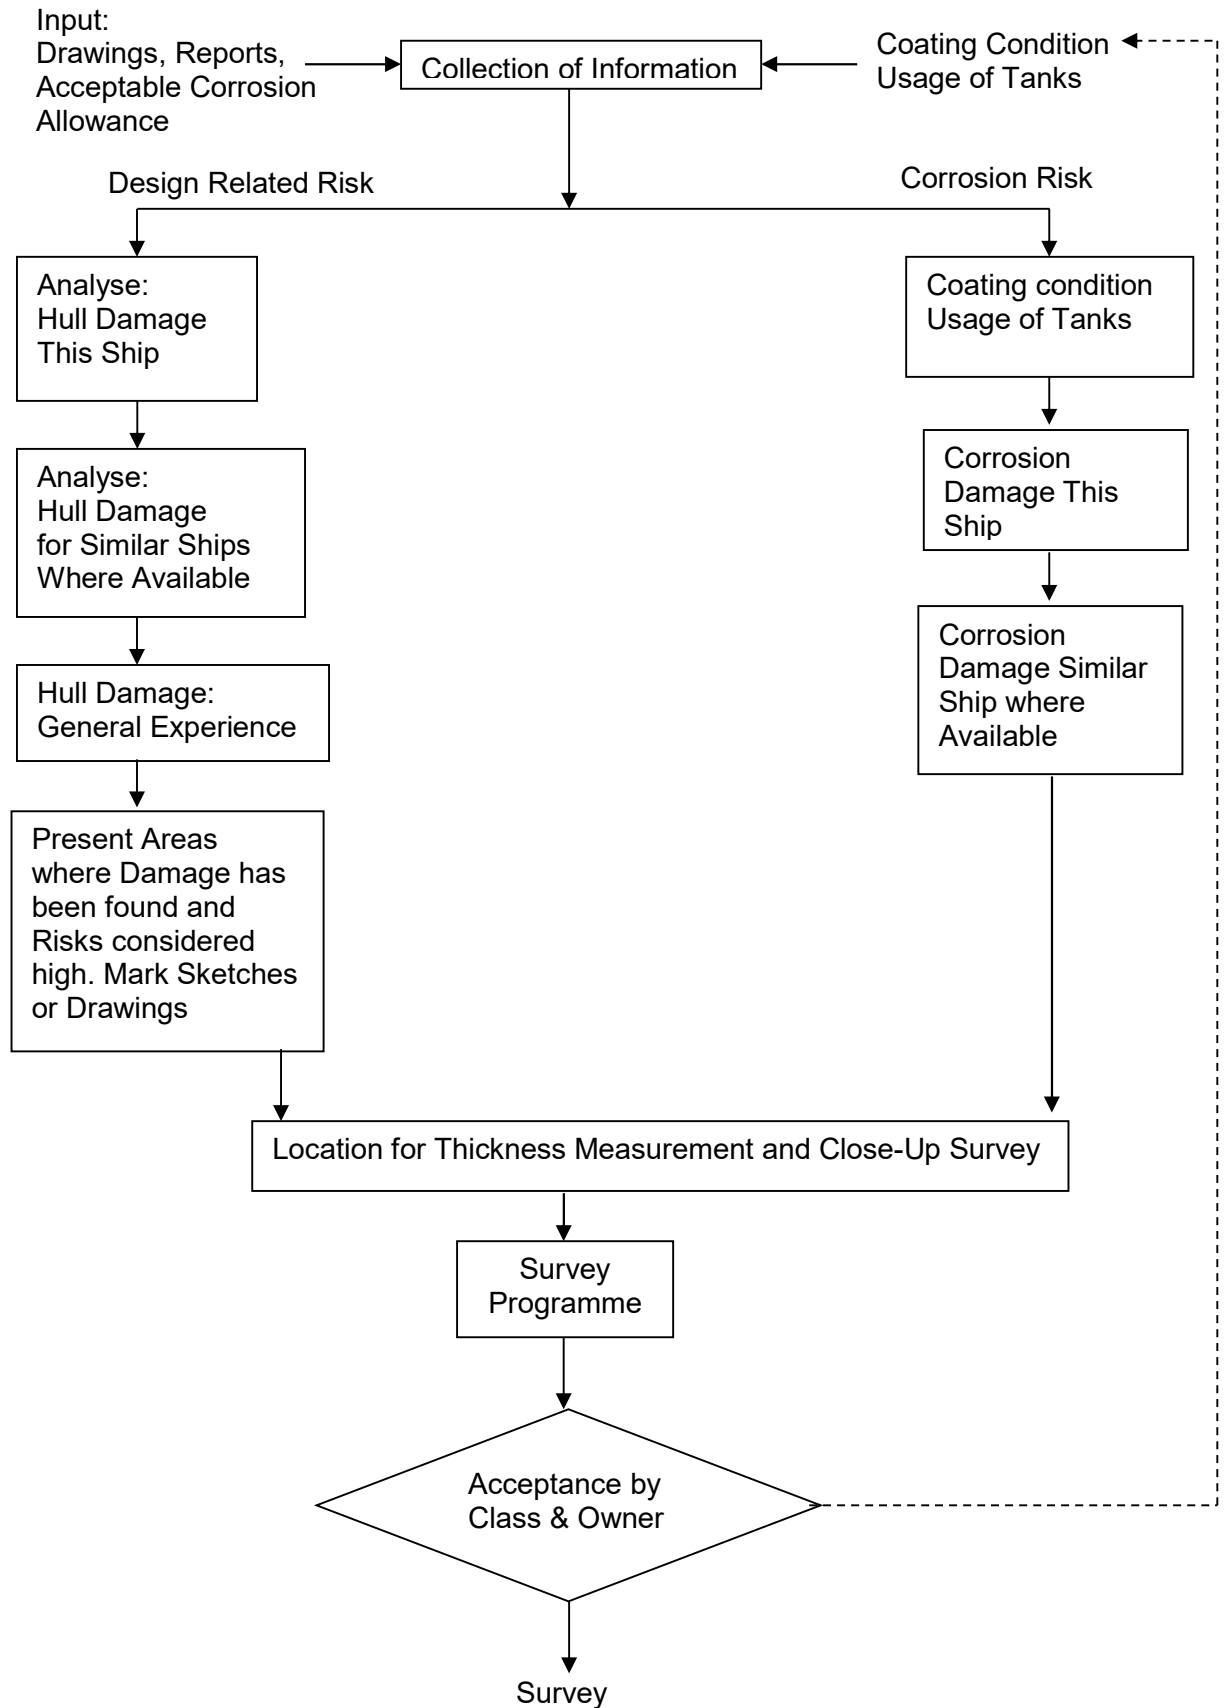 Input:
Drawings, Reports,
Acceptable Corrosion
Allowance
Collection of Information
Coating Condition
Usage of Tanks
Design Related Risk
Corrosion Risk
Analyse:
Hull Damage
This Ship
Analyse:
Hull Damage
for Similar Ships
Where Available
Hull Damage:
General Experience
Present Areas
where Damage has
been found and
Risks considered
high. Mark Sketches
or Drawings
Coating condition
Usage of Tanks
Corrosion
Damage This
Ship
Corrosion
Damage Similar
Ship where
Available
Location for Thickness Measurement and Close-Up Survey
Survey
Programme
Acceptance by
Class & Owner
Survey